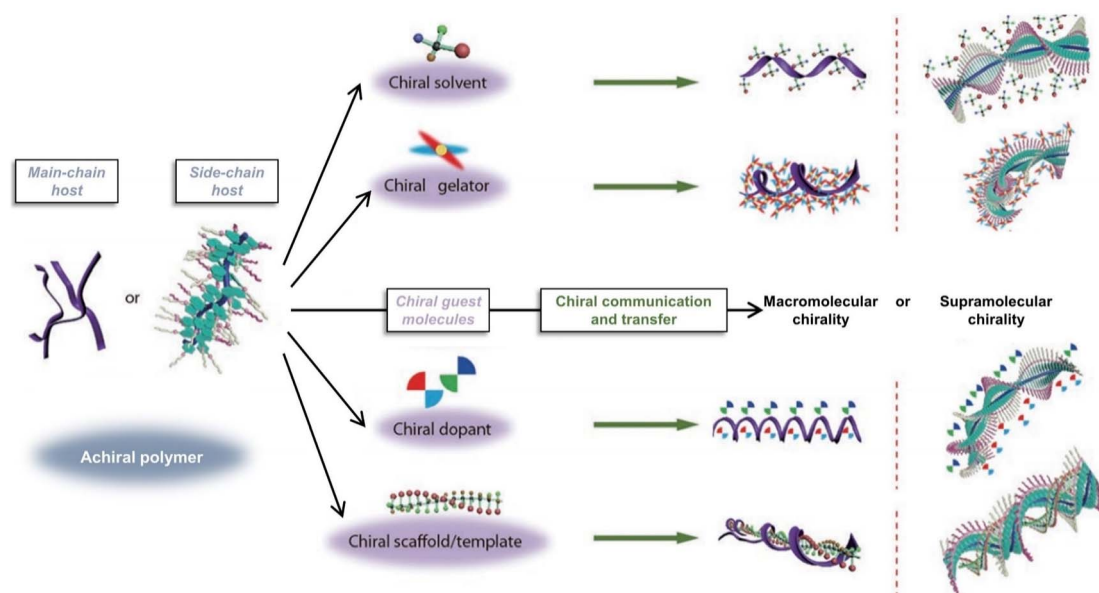 Chiral solvent
Chiral gelator
Main-chain
host
Side-chain
host
or
Chiral guest
molecules
Chiral communication
and transfer
Macromolecular
chirality
or
Supramolecular
chirality
Chiral dopant
Achiral polymer
Chiral scaffold/template